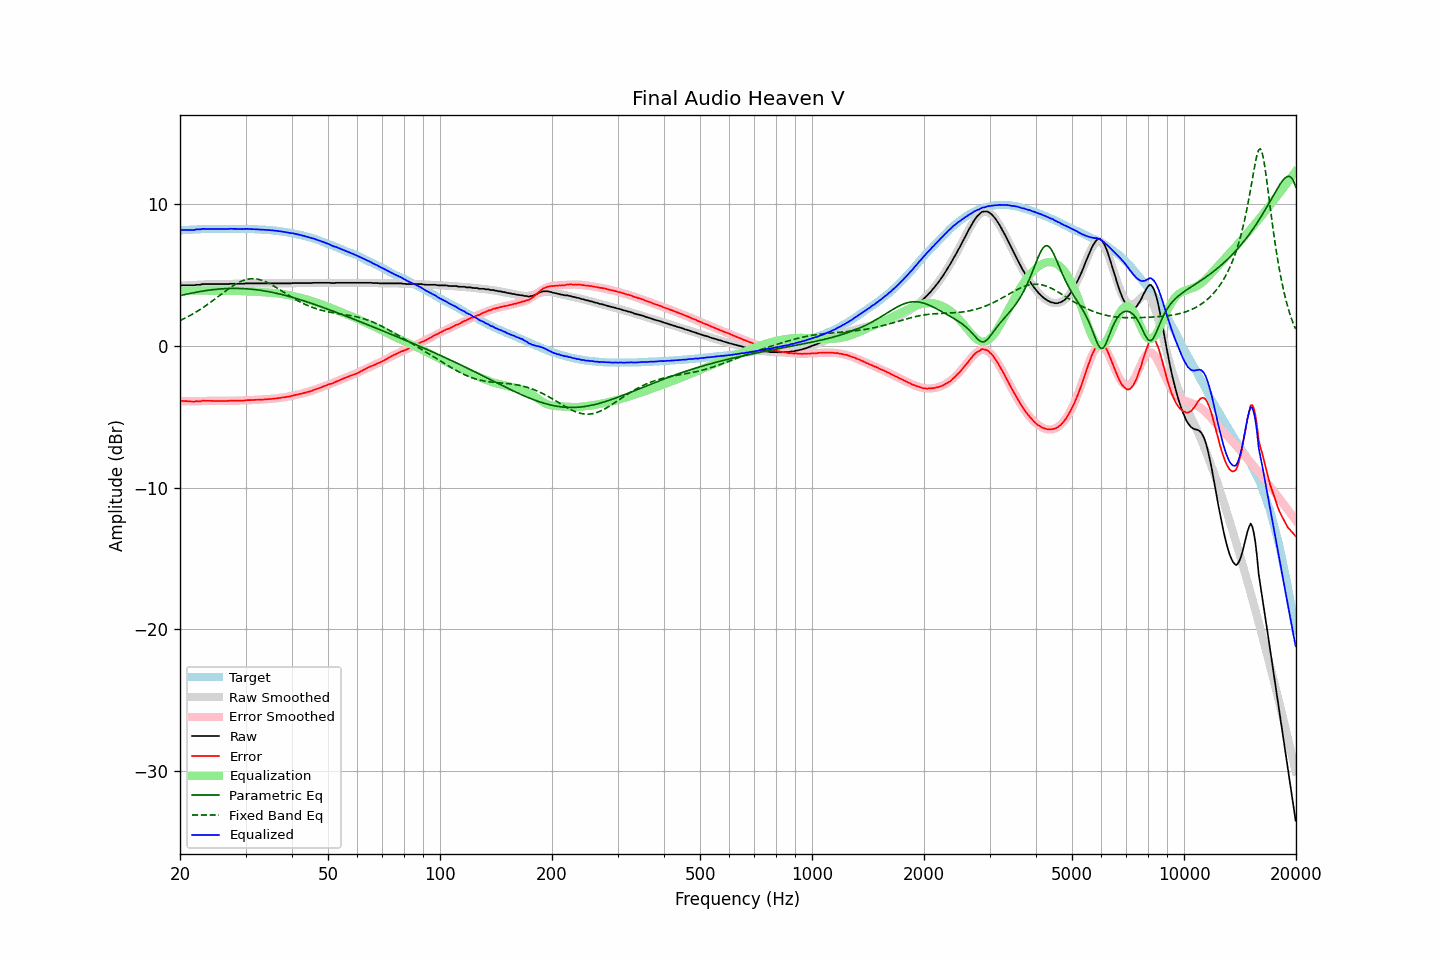 Final Audio Heaven V
Amplitude (dBr)
10
0
−10
−20
−30
Target
Raw Smoothed
Error Smoothed
Raw
Error
Equalization
Parametric Eq
Fixed Band Eq
Equalized
20 50 100 200 500 1000 2000 5000 10000 20000
Frequency (Hz)